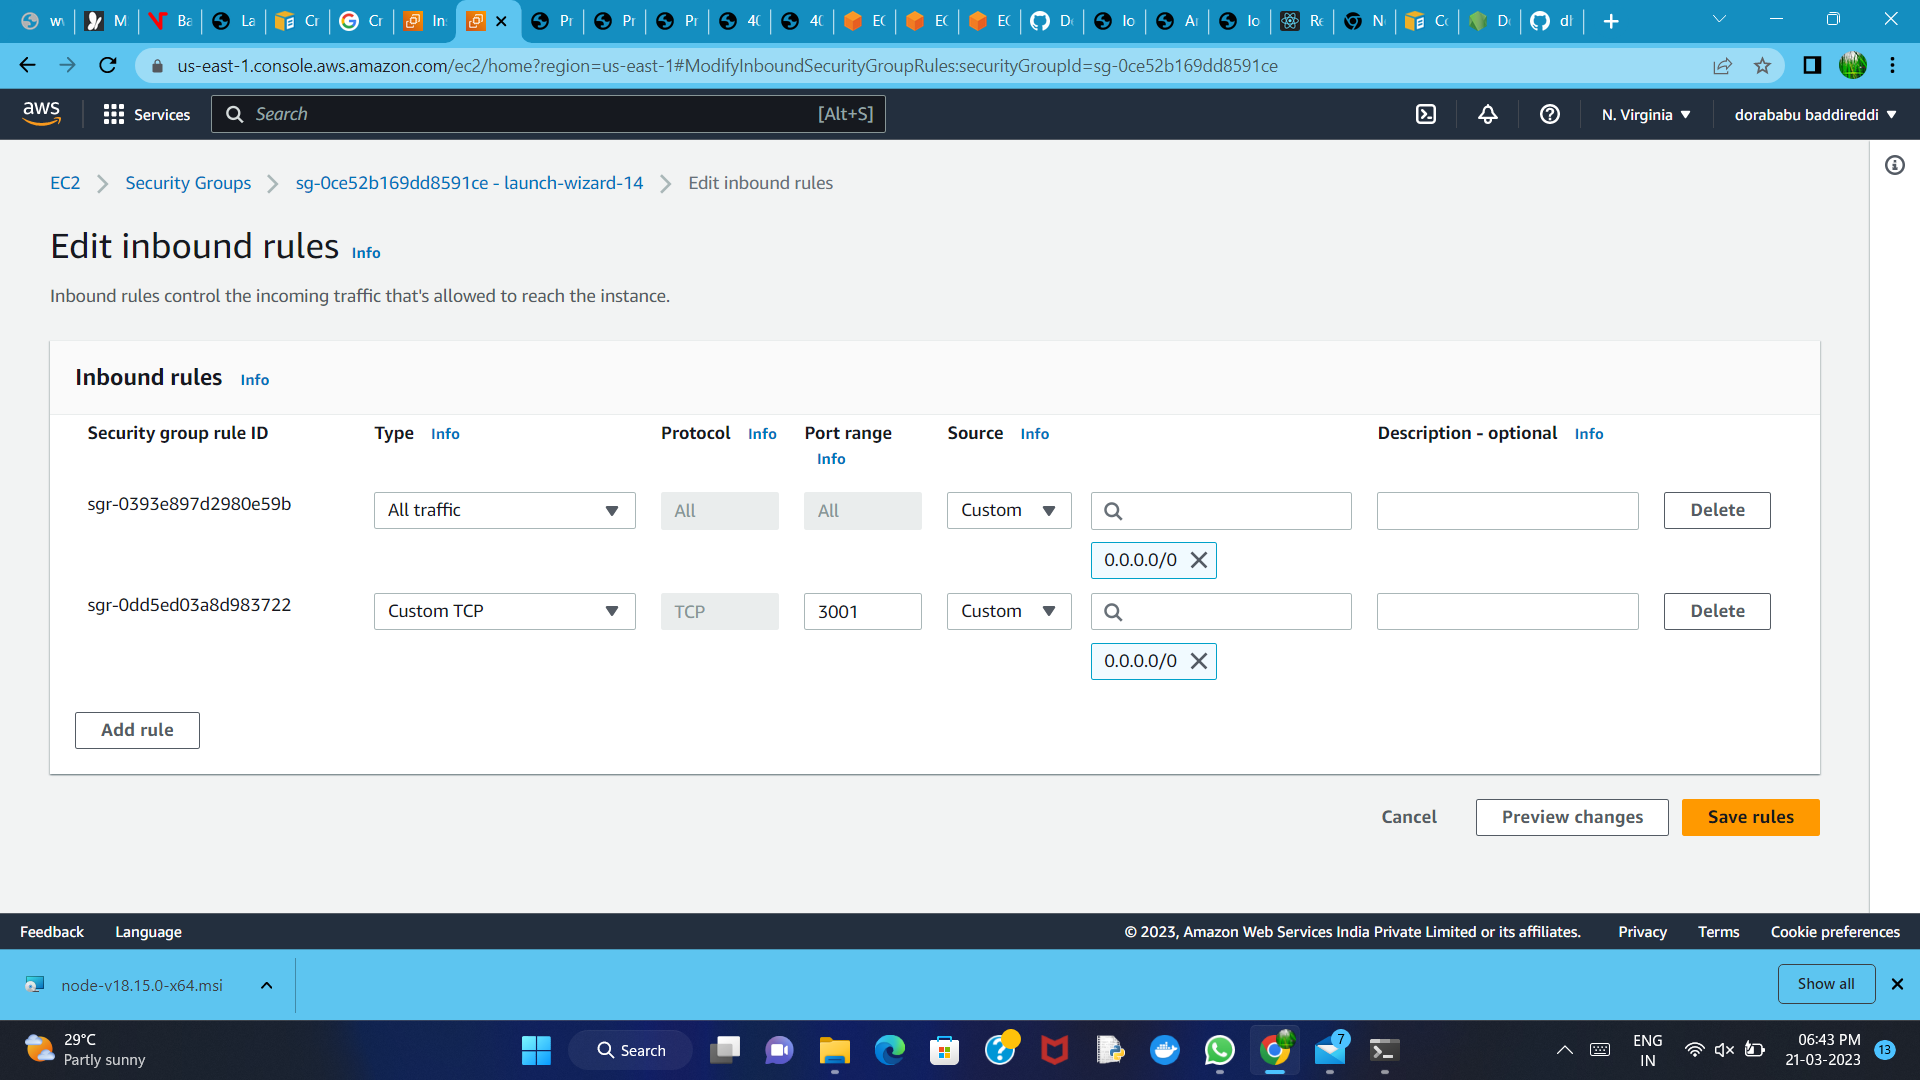 wv
M
Ba
La
Cr
Cr
In
Pr
Pr
Pr
40
40
EC
EC
EC
Do
Io
Ar
Io
Re
N
Co
Do
dh
us-east-1.console.aws.amazon.com/ec2/home?region=us-east-1#ModifyInboundSecurityGroupRules:securityGroupId=sg-0ce52b169dd8591ce
aws Services Search [Alt+S] N. Virginia dorababu baddireddi
EC2 Security Groups sg-0ce52b169dd8591ce - launch-wizard-14 Edit inbound rules
Edit inbound rules Info
Inbound rules control the incoming traffic that's allowed to reach the instance.
Inbound rules Info
Security group rule ID Type Info Protocol Info Port range Source Info Description - optional Info
Info
sgr-0393e897d2980e59b All traffic All All Custom Delete
0.0.0.0/0
sgr-0dd5ed03a8d983722 Custom TCP TCP 3001 Custom Delete
0.0.0.0/0
Add rule
Cancel Preview changes Save rules
Feedback Language © 2023, Amazon Web Services India Private Limited or its affiliates. Privacy Terms Cookie preferences
node-v18.15.0-x64.msi Show all
29°C
Partly sunny
Search
7
ENG
IN
06:43 PM
21-03-2023
13